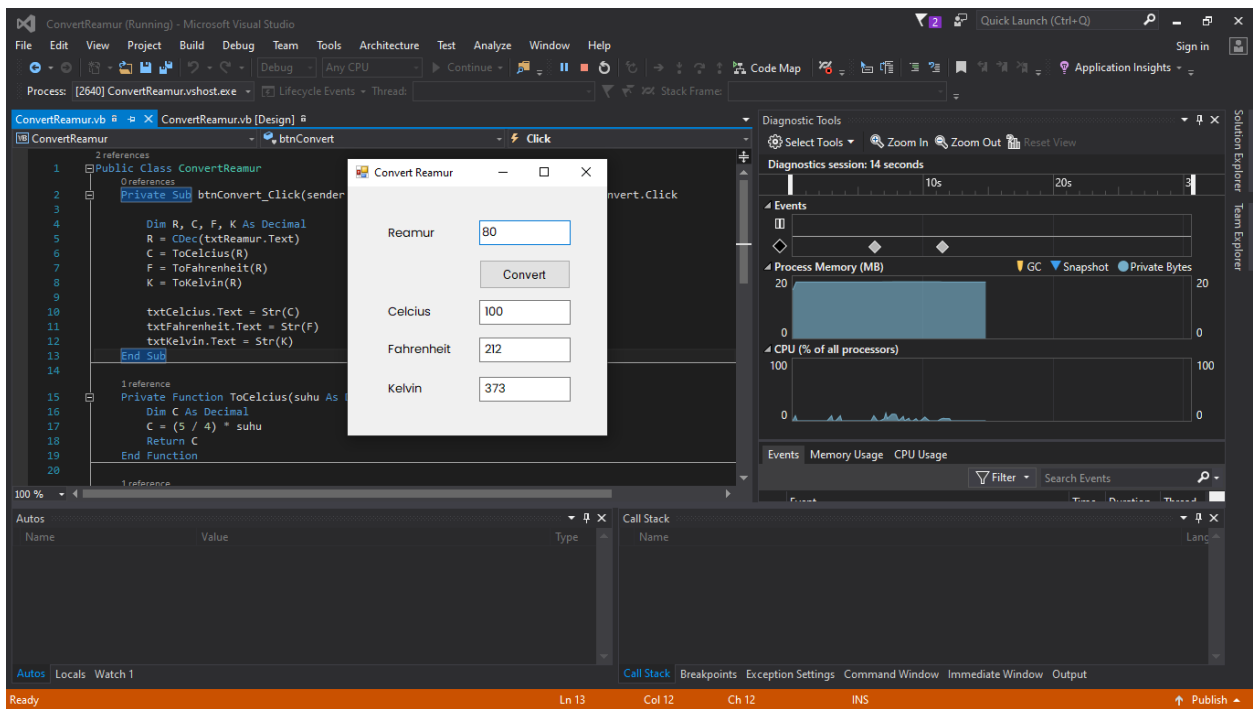 ConvertReamur (Running) - Microsoft Visual Studio
2
Quick Launch (Ctrl+Q)
File Edit View Project Build Debug Team Tools Architecture Test Analyze Window Help
Sign in
Debug Any CPU Continue Code Map Application Insights
Process: [2640] ConvertReamur.vshost.exe Lifecycle Events Thread: Stack Frame:
ConvertReamur.vb ConvertReamur.vb [Design]
ConvertReamur btnConvert Click
2 references
1 Public Class ConvertReamur
0 references
2 Private Sub btnConvert_Click(sender nvert.Click
3
4 Dim R, C, F, K As Decimal
5 R = CDec(txtReamur.Text)
6 C = ToCelcius(R)
7 F = ToFahrenheit(R)
8 K = ToKelvin(R)
9
10 txtCelcius.Text = Str(C)
11 txtFahrenheit.Text = Str(F)
12 txtKelvin.Text = Str(K)
13 End Sub
14
1 reference
15 Private Function ToCelcius(suhu As
16 Dim C As Decimal
17 C = (5 / 4) * suhu
18 Return C
19 End Function
20
1 reference
100 %
Convert Reamur
Reamur 80
Convert
Celcius 100
Fahrenheit 212
Kelvin 373
Diagnostic Tools
Select Tools Zoom In Zoom Out Reset View
Diagnostics session: 14 seconds
10s 20s 3
Events
Process Memory (MB) GC Snapshot Private Bytes
20 20
0 0
CPU (% of all processors)
100 100
0 0
Events Memory Usage CPU Usage
Filter Search Events
Event Time Duration Thread
Solution Explorer
Team Explorer
Autos
Name Value Type
Autos Locals Watch 1
Call Stack
Name Lang
Call Stack Breakpoints Exception Settings Command Window Immediate Window Output
Ready Ln 13 Col 12 Ch 12 INS Publish